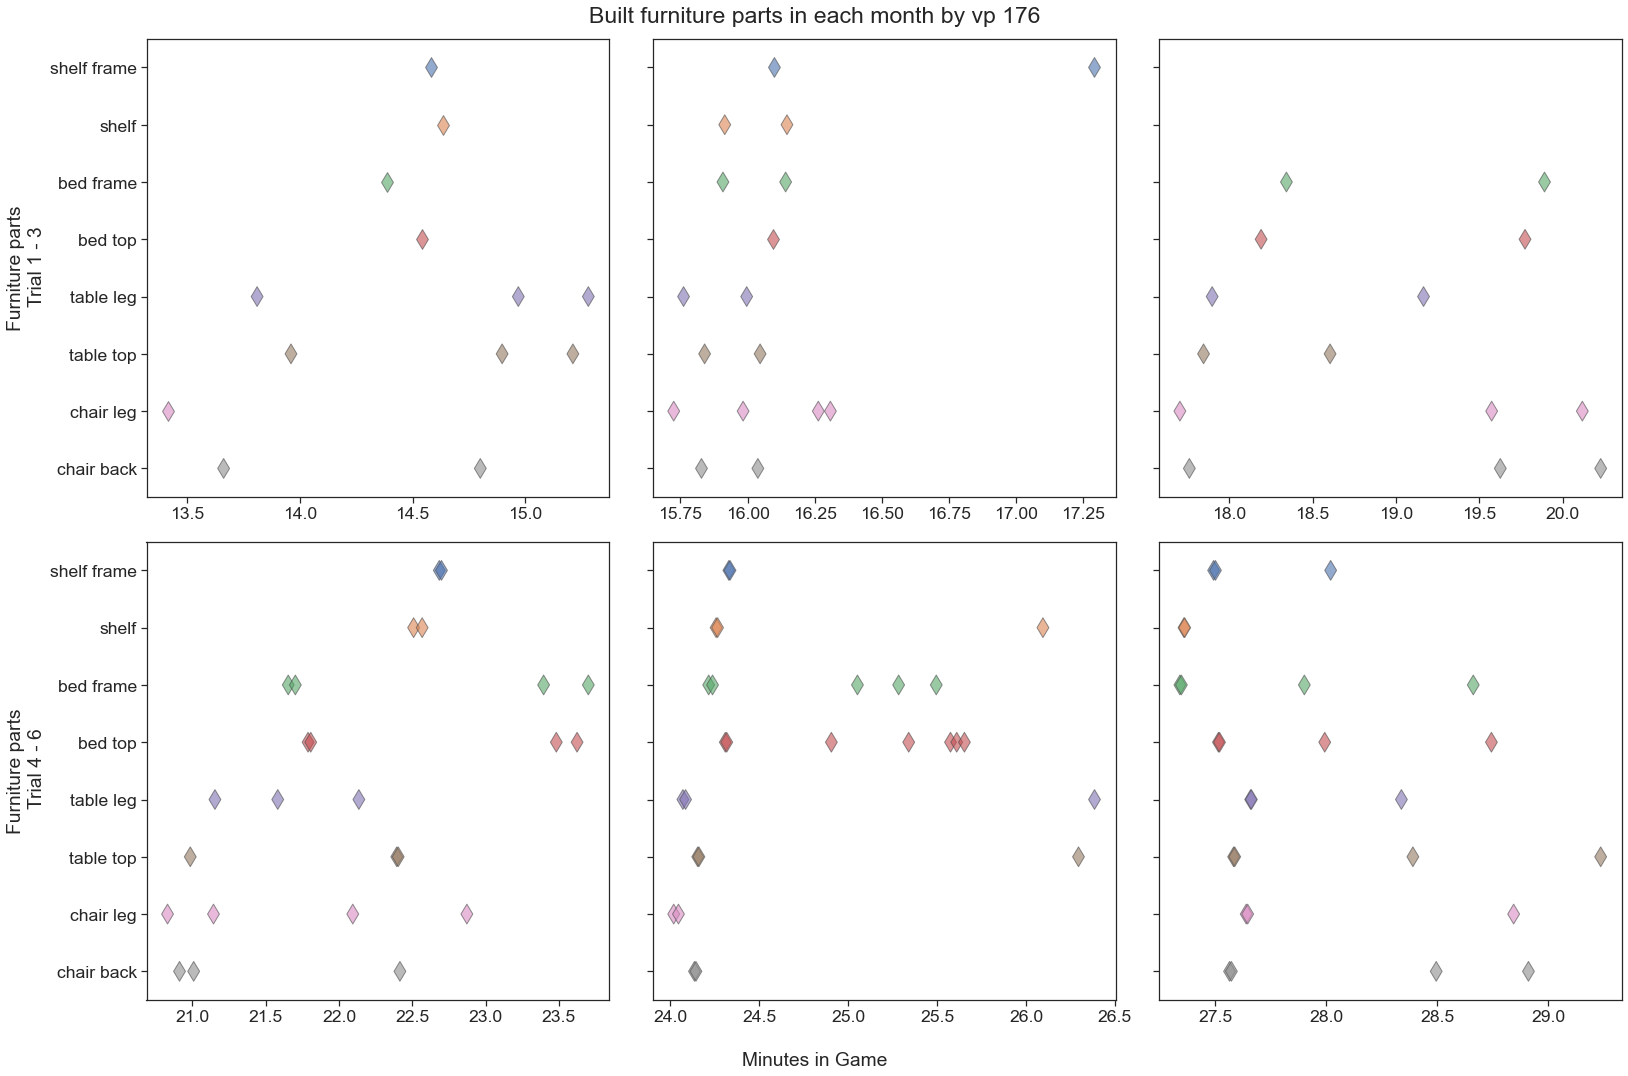 Built furniture parts in each month by vp 176
Furniture parts
Trial 1 - 3
shelf frame
shelf
bed frame
bed top
table leg
table top
chair leg
chair back
13.5 14.0 14.5 15.0
15.75 16.00 16.25 16.50 16.75 17.00 17.25
18.0 18.5 19.0 19.5 20.0
Furniture parts
Trial 4 - 6
shelf frame
shelf
bed frame
bed top
table leg
table top
chair leg
chair back
21.0 21.5 22.0 22.5 23.0 23.5
24.0 24.5 25.0 25.5 26.0 26.5
27.5 28.0 28.5 29.0
Minutes in Game